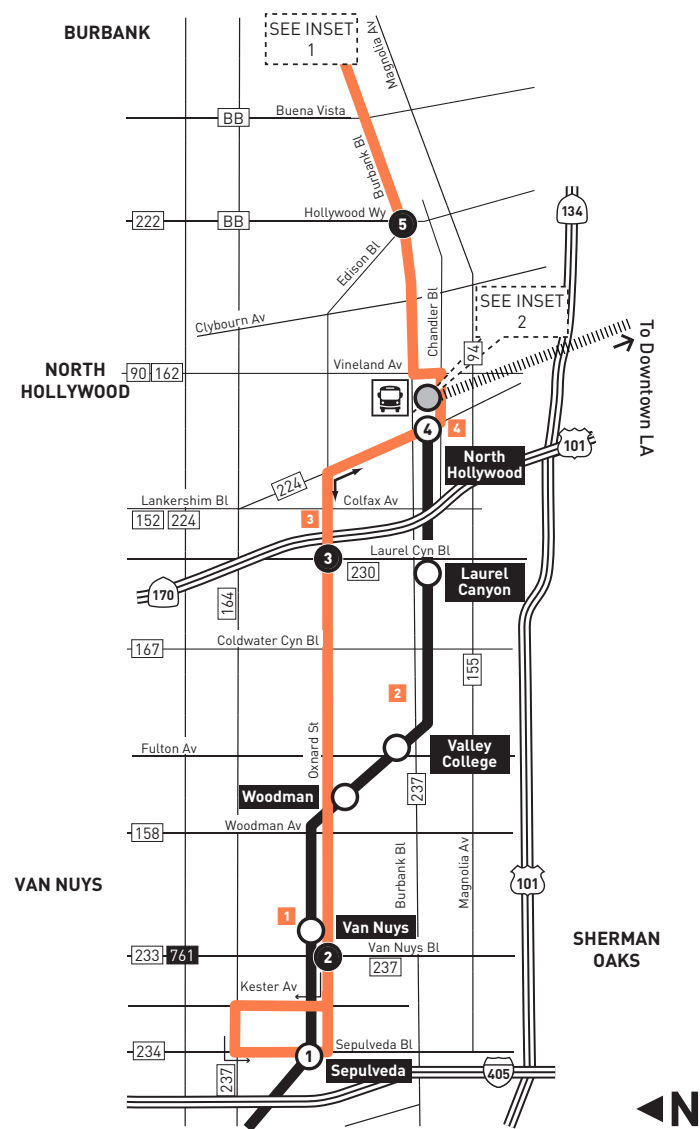 BURBANK
SEE INSET
1
Magnolia Av
BB
Buena Vista
Burbank Bl
222
BB
Hollywood Wy
5
134
Edison Bl
Chandler Bl
Clybourn Av
SEE INSET
2
94
To Downtown LA
NORTH
HOLLYWOOD
90
162
Vineland Av
4
4
101
North
Hollywood
224
Lankershim Bl
Colfax Av
152
224
3
3
Laurel Cyn Bl
230
Laurel
Canyon
170
164
167
Coldwater Cyn Bl
155
2
Oxnard St
Fulton Av
Valley
College
237
Woodman
158
Woodman Av
Burbank Bl
Magnolia Av
101
VAN NUYS
1
Van Nuys
SHERMAN
OAKS
233
761
2
Van Nuys Bl
237
Kester Av
234
1
Sepulveda Bl
237
Sepulveda
405
N